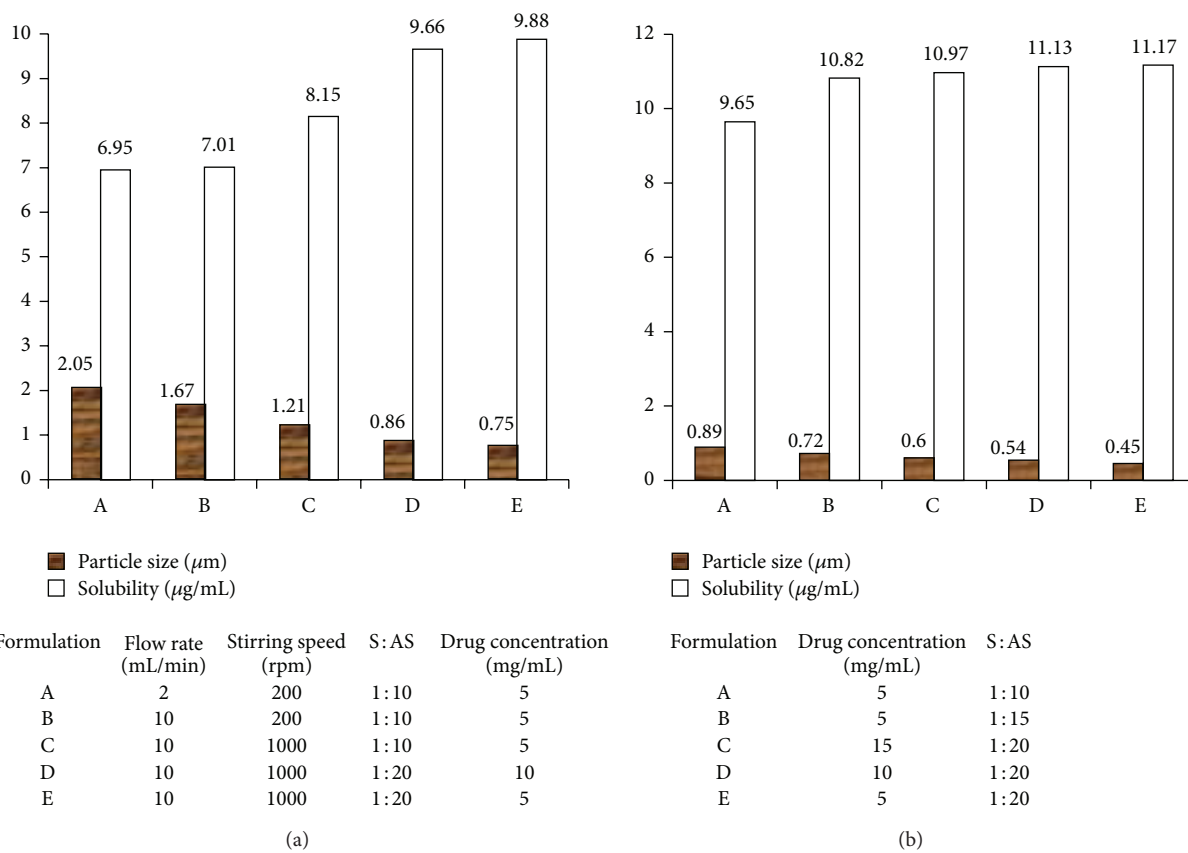 10
9
8
7
6
5
4
3
2
1
0
2.05
6.95
1.67
7.01
1.21
8.15
0.86
9.66
0.75
9.88
A B C D E
Particle size (μm)
Solubility (μg/mL)
Formulation Flow rate (mL/min) Stirring speed (rpm) S:AS Drug concentration (mg/mL)
A 2 200 1:10 5
B 10 200 1:10 5
C 10 1000 1:10 5
D 10 1000 1:20 10
E 10 1000 1:20 5
(a)
12
10
8
6
4
2
0
0.89
9.65
0.72
10.82
0.6
10.97
0.54
11.13
0.45
11.17
A B C D E
Particle size (μm)
Solubility (μg/mL)
Formulation Drug concentration (mg/mL) S:AS
A 5 1:10
B 5 1:15
C 15 1:20
D 10 1:20
E 5 1:20
(b)